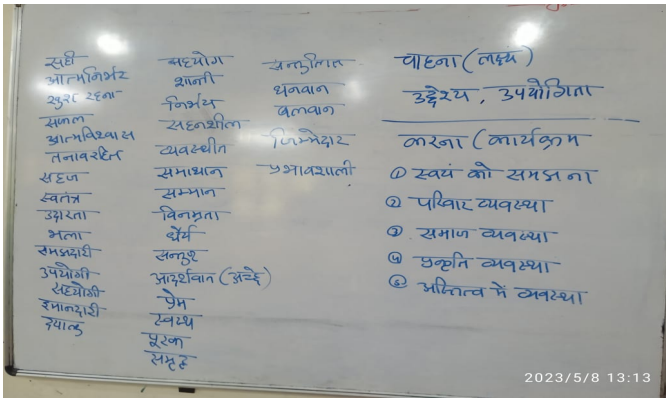 सही
आत्मनिर्भर
खुश रहना
सफल
आत्मविश्वास
तनावरहित
सहज
स्वतंत्र
उदारता
भला
समझदारी
उपयोगी
सहयोगी
इमानदारी
दयालु
सहयोग
शान्ती
निर्भय
सहनशील
व्यवस्थीत
समाधान
सम्मान
विनम्रता
धैर्य
सन्तुष्ट
आदर्शवान (अच्छे)
प्रेम
स्वस्थ
पूरक
समृद्ध
सन्तुलित
धनवान
बलवान
जिम्मेदार
प्रभावशाली
चाहना (लक्ष्य)
उद्देश्य, उपयोगिता
करना (कार्यक्रम
① स्वयं को समझना
② परिवार व्यवस्था
③ समाज व्यवस्था
④ प्रकृति व्यवस्था
⑤ अस्तित्व में व्यवस्था
2023/5/8 13:13